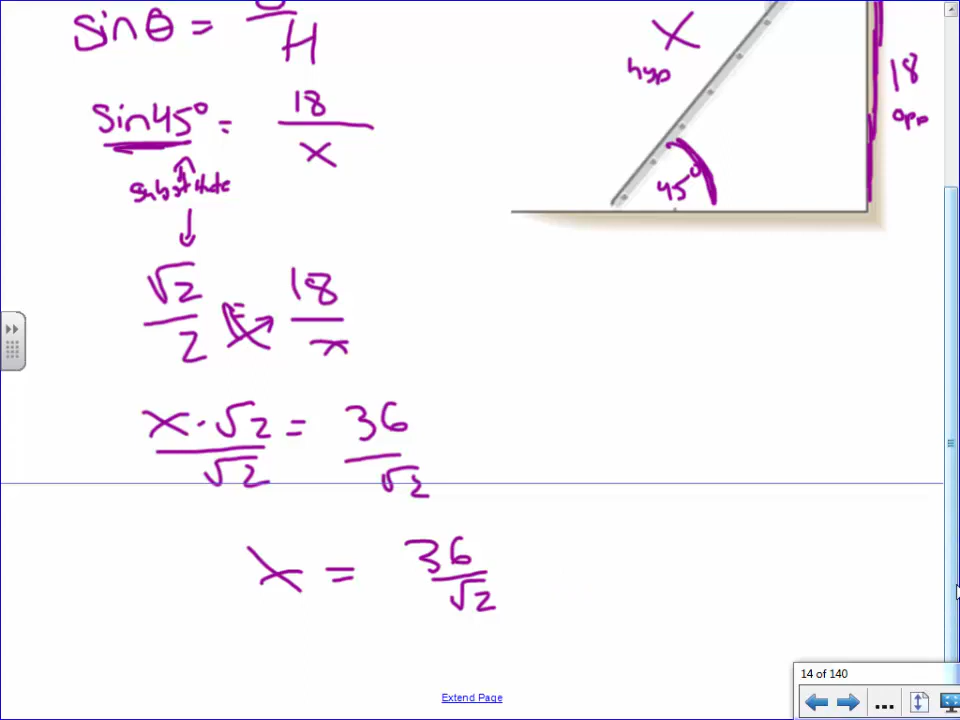 sinθ = O/H
sin45° = 18/x
substitute
√2/2 = 18/x
x · √2/√2 = 36/√2
x = 36/√2
x
hyp
18
opp
45°
Extend Page
14 of 140
...